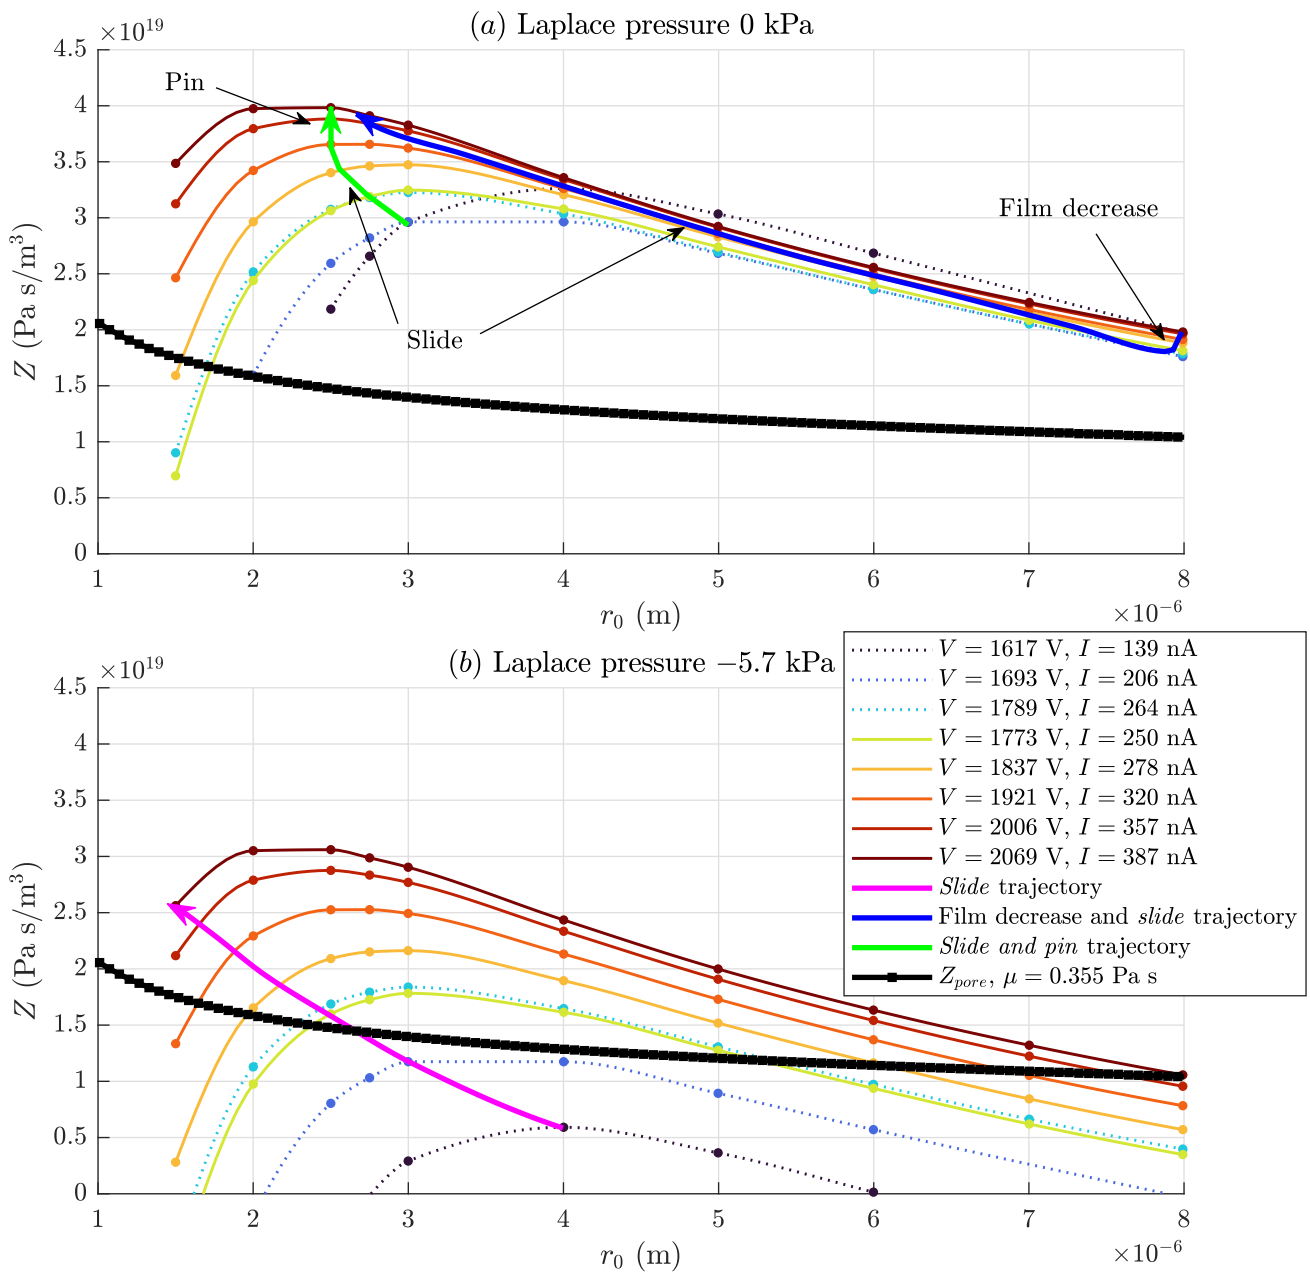 (a) Laplace pressure 0 kPa
×10¹⁹
4.5
4
3.5
3
2.5
2
1.5
1
0.5
0
Z (Pa s/m³)
Pin
Slide
Film decrease
1 2 3 4 5 6 7 8
r₀ (m)
×10⁻⁶
(b) Laplace pressure −5.7 kPa
×10¹⁹
4.5
4
3.5
3
2.5
2
1.5
1
0.5
0
Z (Pa s/m³)
V = 1617 V, I = 139 nA
V = 1693 V, I = 206 nA
V = 1789 V, I = 264 nA
V = 1773 V, I = 250 nA
V = 1837 V, I = 278 nA
V = 1921 V, I = 320 nA
V = 2006 V, I = 357 nA
V = 2069 V, I = 387 nA
Slide trajectory
Film decrease and slide trajectory
Slide and pin trajectory
Z_pore, μ = 0.355 Pa s
1 2 3 4 5 6 7 8
r₀ (m)
×10⁻⁶